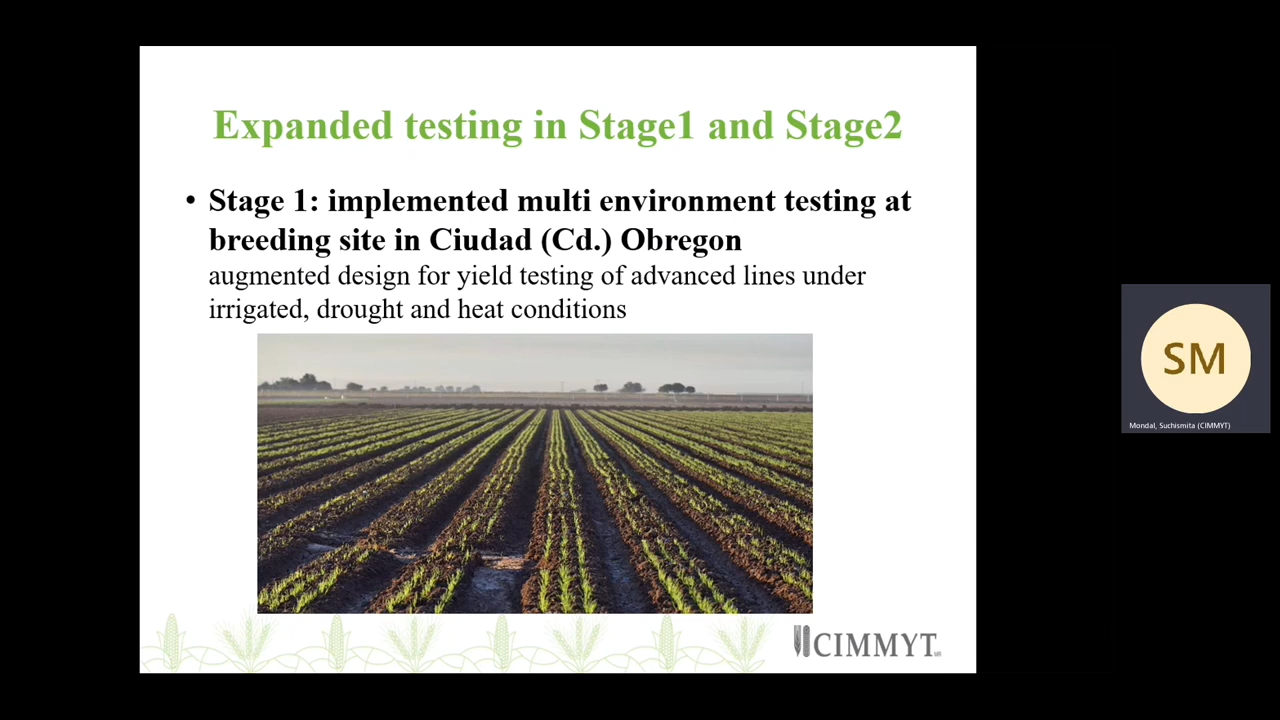 Expanded testing in Stage1 and Stage2
• Stage 1: implemented multi environment testing at
breeding site in Ciudad (Cd.) Obregon
augmented design for yield testing of advanced lines under
irrigated, drought and heat conditions
CIMMYT
SM
Mondal, Suchismita (CIMMYT)